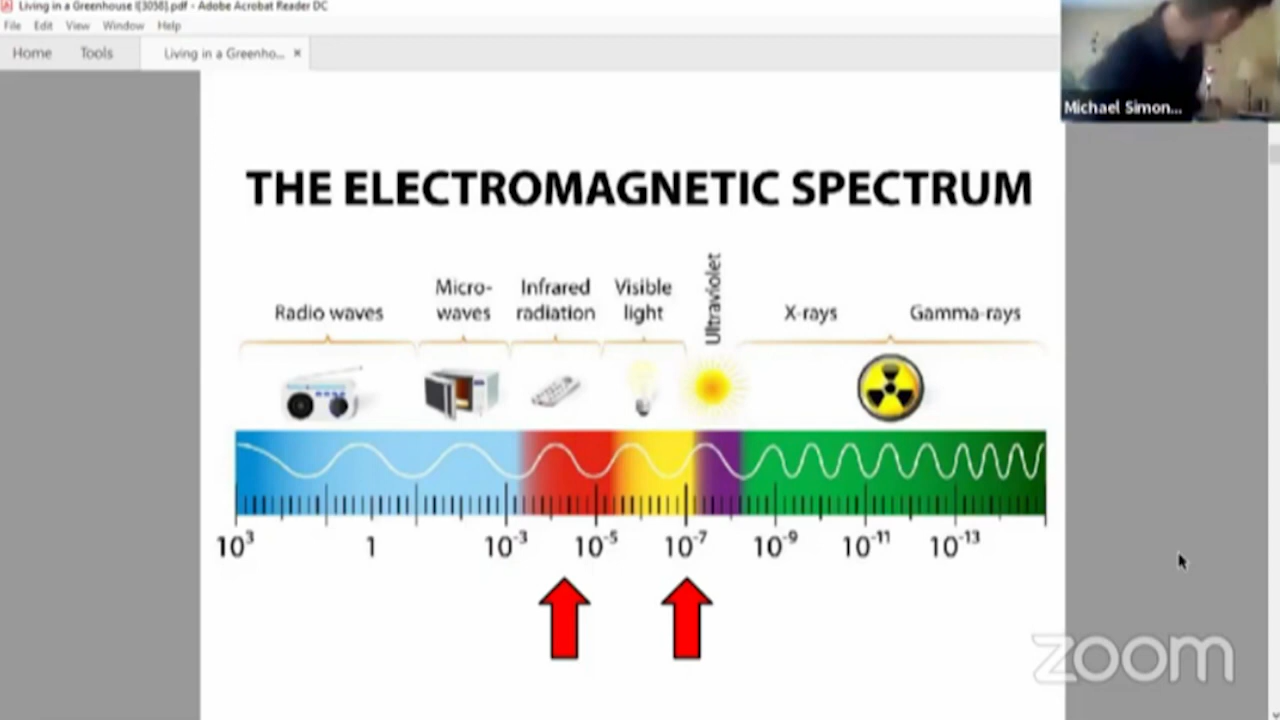 Living in a Greenhouse I[3058].pdf - Adobe Acrobat Reader DC
File Edit View Window Help
Home Tools Living in a Greenho... ×
Michael Simon...
THE ELECTROMAGNETIC SPECTRUM
Radio waves
Micro-
waves
Infrared
radiation
Visible
light
Ultraviolet
X-rays
Gamma-rays
10³ 1 10⁻³ 10⁻⁵ 10⁻⁷ 10⁻⁹ 10⁻¹¹ 10⁻¹³
zoom